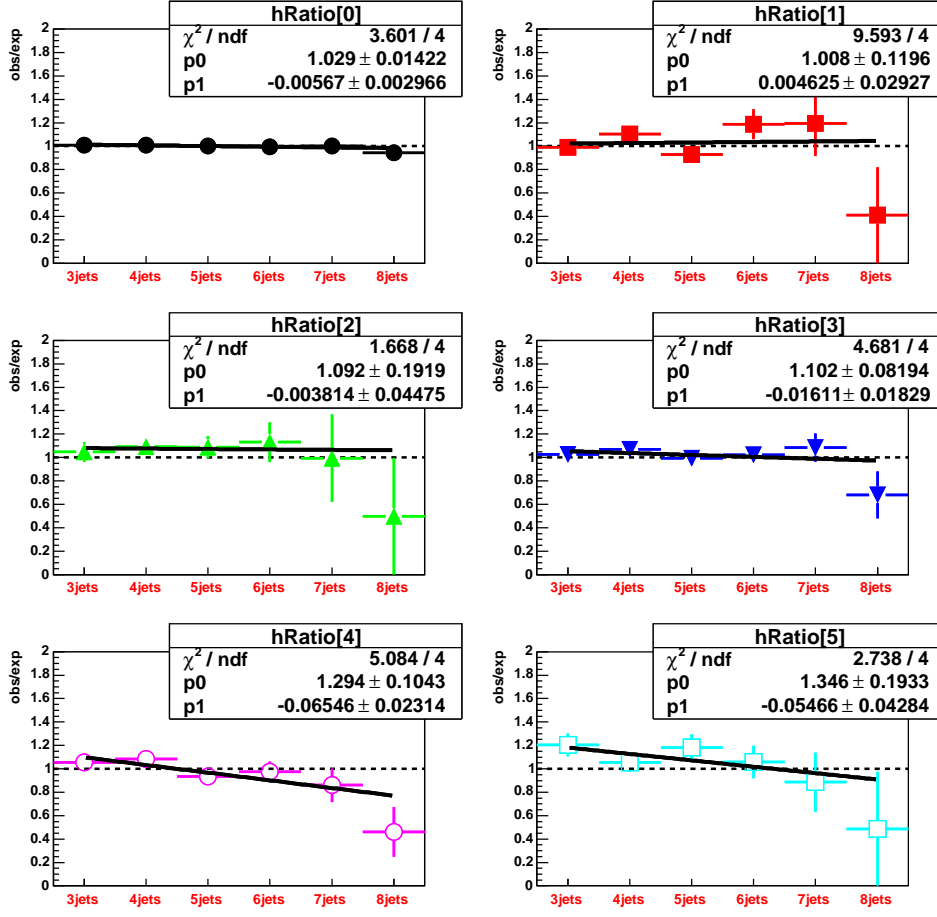 hRatio[0]
χ² / ndf 3.601 / 4
p0 1.029 ± 0.01422
p1 -0.00567 ± 0.002966
obs/exp
2
1.8
1.6
1.4
1.2
1
0.8
0.6
0.4
0.2
0
3jets 4jets 5jets 6jets 7jets 8jets
hRatio[1]
χ² / ndf 9.593 / 4
p0 1.008 ± 0.1196
p1 0.004625 ± 0.02927
obs/exp
2
1.8
1.6
1.4
1.2
1
0.8
0.6
0.4
0.2
0
3jets 4jets 5jets 6jets 7jets 8jets
hRatio[2]
χ² / ndf 1.668 / 4
p0 1.092 ± 0.1919
p1 -0.003814 ± 0.04475
obs/exp
2
1.8
1.6
1.4
1.2
1
0.8
0.6
0.4
0.2
0
3jets 4jets 5jets 6jets 7jets 8jets
hRatio[3]
χ² / ndf 4.681 / 4
p0 1.102 ± 0.08194
p1 -0.01611 ± 0.01829
obs/exp
2
1.8
1.6
1.4
1.2
1
0.8
0.6
0.4
0.2
0
3jets 4jets 5jets 6jets 7jets 8jets
hRatio[4]
χ² / ndf 5.084 / 4
p0 1.294 ± 0.1043
p1 -0.06546 ± 0.02314
obs/exp
2
1.8
1.6
1.4
1.2
1
0.8
0.6
0.4
0.2
0
3jets 4jets 5jets 6jets 7jets 8jets
hRatio[5]
χ² / ndf 2.738 / 4
p0 1.346 ± 0.1933
p1 -0.05466 ± 0.04284
obs/exp
2
1.8
1.6
1.4
1.2
1
0.8
0.6
0.4
0.2
0
3jets 4jets 5jets 6jets 7jets 8jets